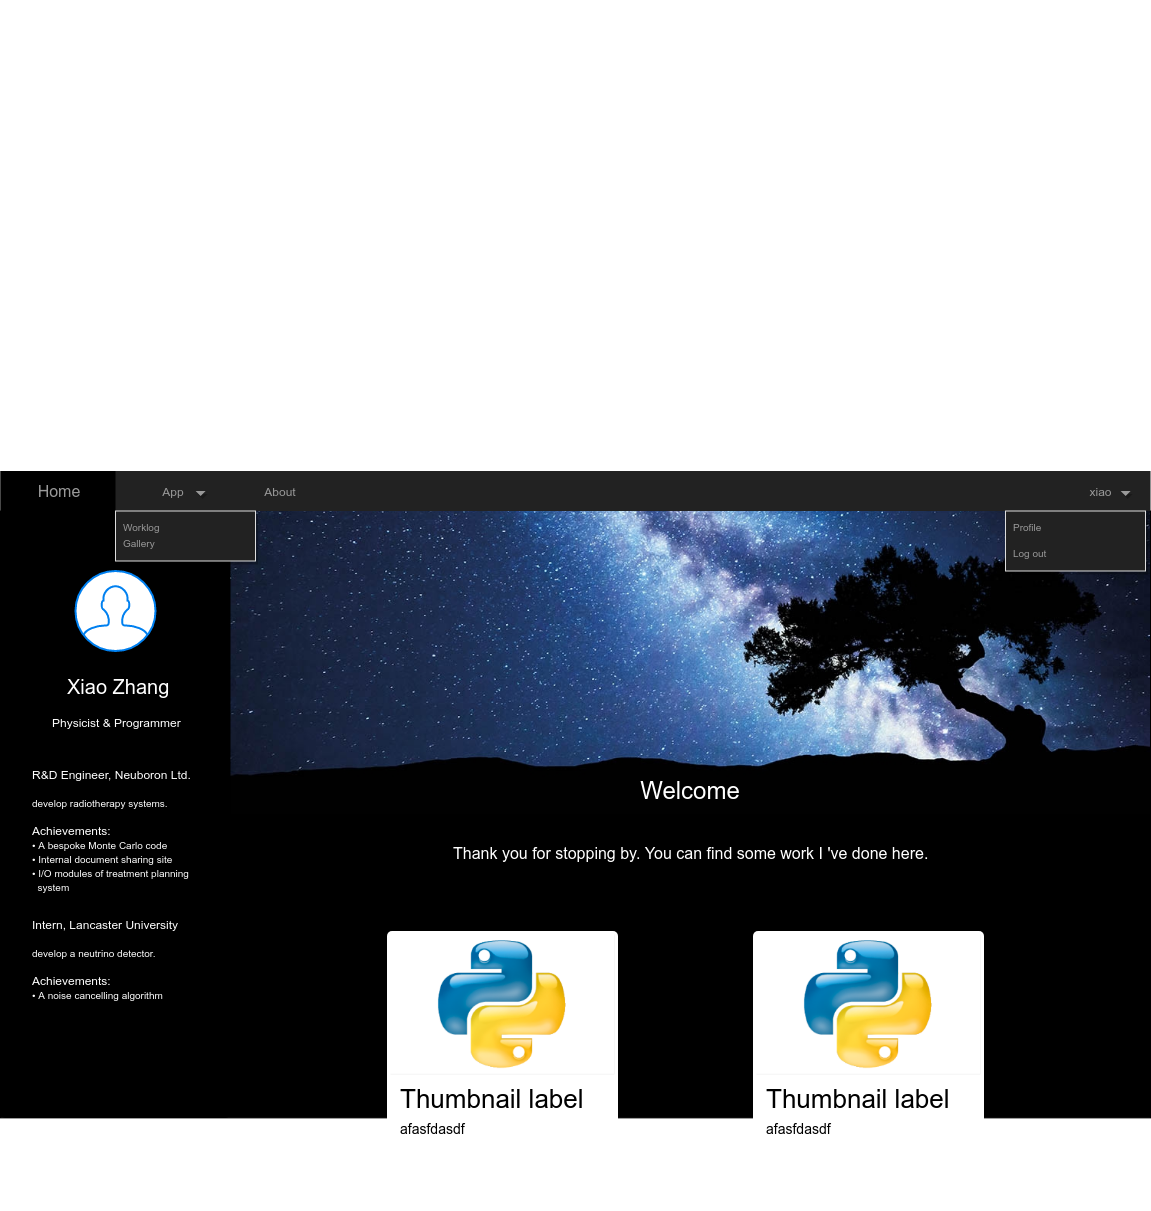 Home
App
About
xiao
Worklog
Gallery
Profile
Log out
Xiao Zhang
Physicist & Programmer
R&D Engineer, Neuboron Ltd.
develop radiotherapy systems.
Achievements:
• A bespoke Monte Carlo code
• Internal document sharing site
• I/O modules of treatment planning
system
Intern, Lancaster University
develop a neutrino detector.
Achievements:
• A noise cancelling algorithm
Welcome
Thank you for stopping by. You can find some work I 've done here.
Thumbnail label
afasfdasdf
Thumbnail label
afasfdasdf